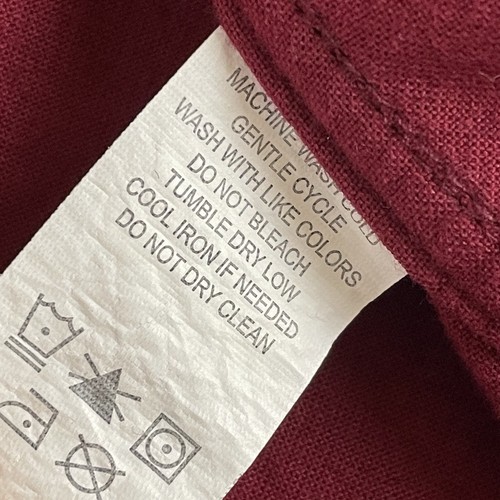 MACHINE WASH COLD
GENTLE CYCLE
WASH WITH LIKE COLORS
DO NOT BLEACH
TUMBLE DRY LOW
COOL IRON IF NEEDED
DO NOT DRY CLEAN